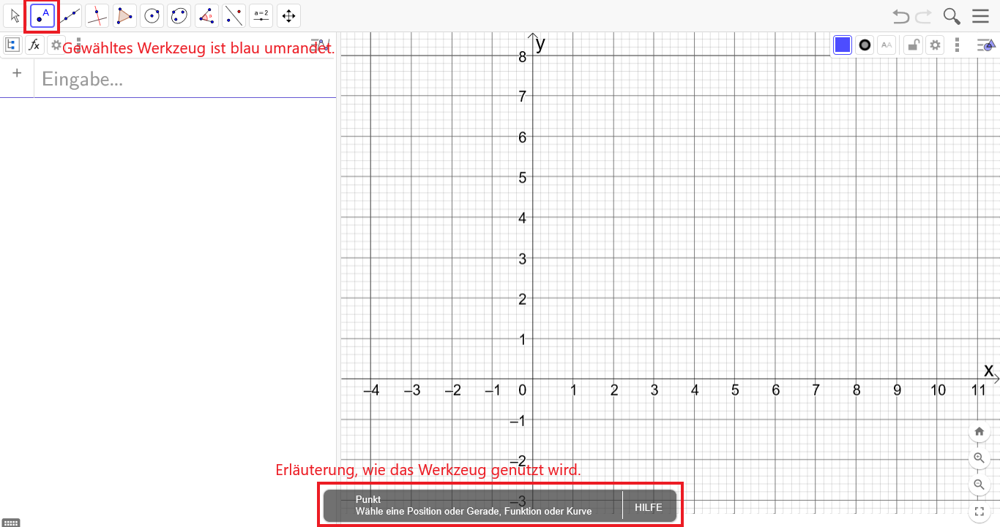 A
a=2
Gewähltes Werkzeug ist blau umrandet.
fx
AA
+ Eingabe...
y
8
7
6
5
4
3
2
1
x
–4 –3 –2 –1 0 1 2 3 4 5 6 7 8 9 10 11
–1
–2
Erläuterung, wie das Werkzeug genutzt wird.
–3
Punkt
Wähle eine Position oder Gerade, Funktion oder Kurve
HILFE